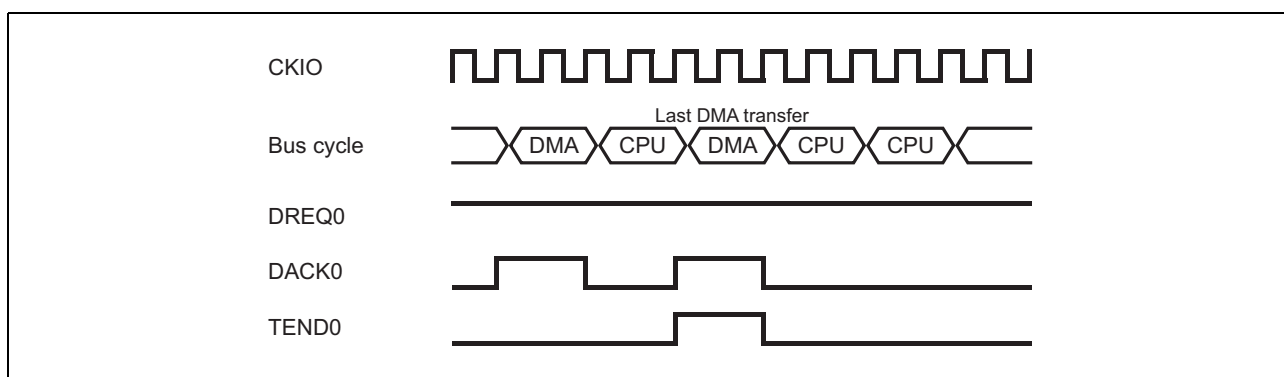 CKIO
Last DMA transfer
Bus cycle DMA CPU DMA CPU CPU
DREQ0
DACK0
TEND0